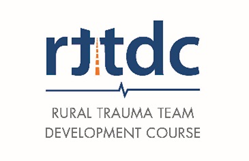 rttdc
RURAL TRAUMA TEAM
DEVELOPMENT COURSE